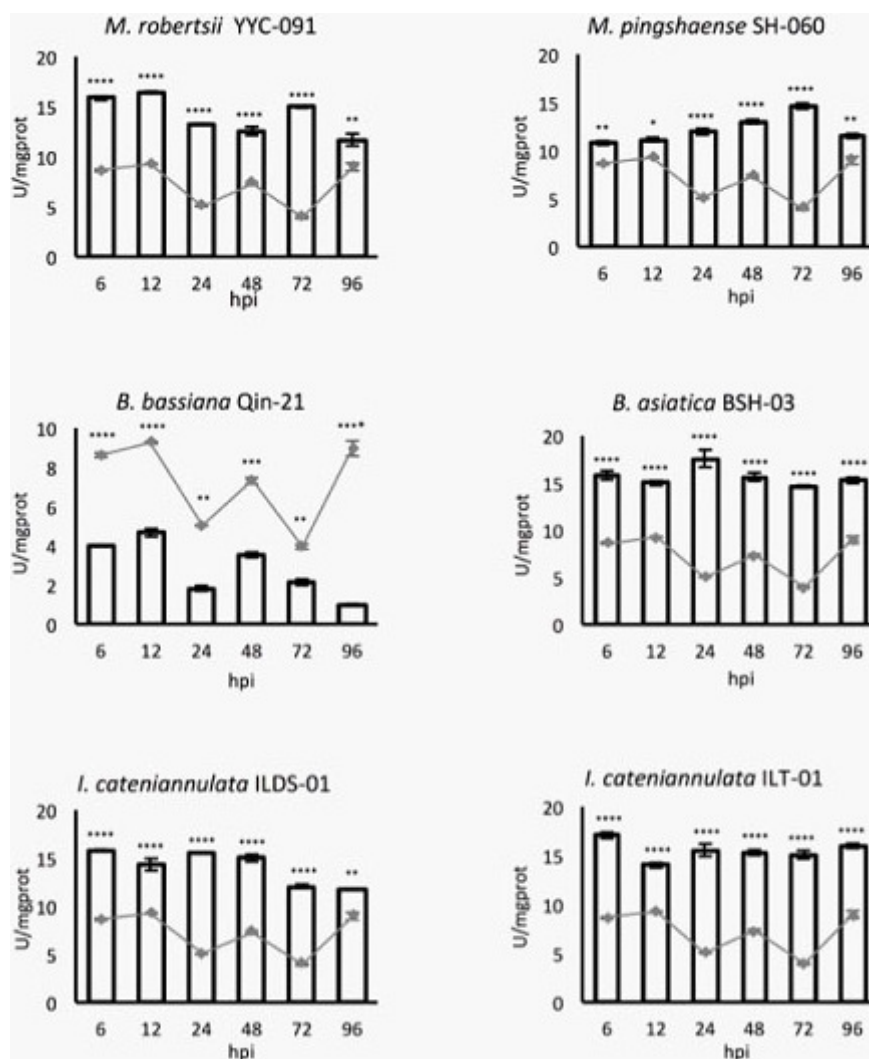 M. robertsii YYC-091
20
15
10
5
0
U/mgprot
**** **** **** **** **** **
6 12 24 48 72 96
hpi
M. pingshaense SH-060
20
15
10
5
0
U/mgprot
** * **** **** **** **
6 12 24 48 72 96
hpi
B. bassiana Qin-21
10
8
6
4
2
0
U/mgprot
**** **** ** *** ** ****
6 12 24 48 72 96
hpi
B. asiatica BSH-03
20
15
10
5
0
U/mgprot
**** **** **** **** **** ****
6 12 24 48 72 96
hpi
I. cateniannulata ILDS-01
20
15
10
5
0
U/mgprot
**** **** **** **** **** **
6 12 24 48 72 96
hpi
I. cateniannulata ILT-01
20
15
10
5
0
U/mgprot
**** **** **** **** **** ****
6 12 24 48 72 96
hpi